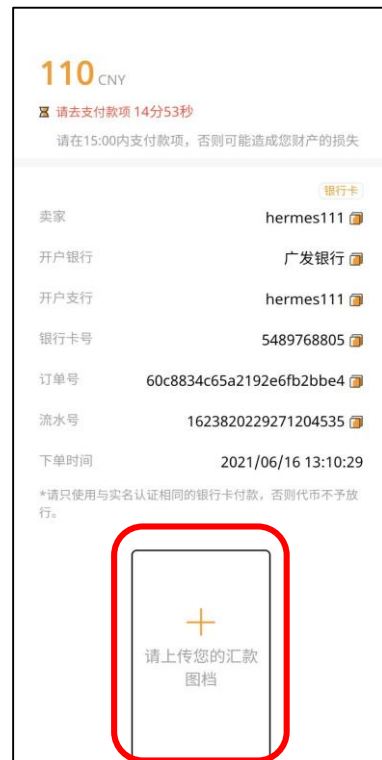 110 CNY
请去支付款项 14分53秒
请在15:00内支付款项，否则可能造成您财产的损失
银行卡
卖家 hermes111
开户银行 广发银行
开户支行 hermes111
银行卡号 5489768805
订单号 60c8834c65a2192e6fb2bbe4
流水号 1623820229271204535
下单时间 2021/06/16 13:10:29
*请只使用与实名认证相同的银行卡付款，否则代币不予放
行。
请上传您的汇款
图档